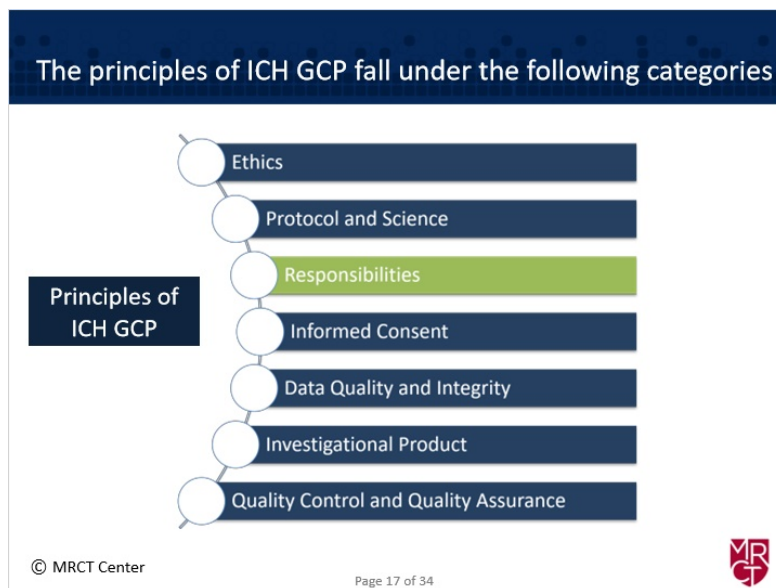 The principles of ICH GCP fall under the following categories
Ethics
Protocol and Science
Responsibilities
Principles of
ICH GCP
Informed Consent
Data Quality and Integrity
Investigational Product
Quality Control and Quality Assurance
© MRCT Center
Page 17 of 34
MR
CT